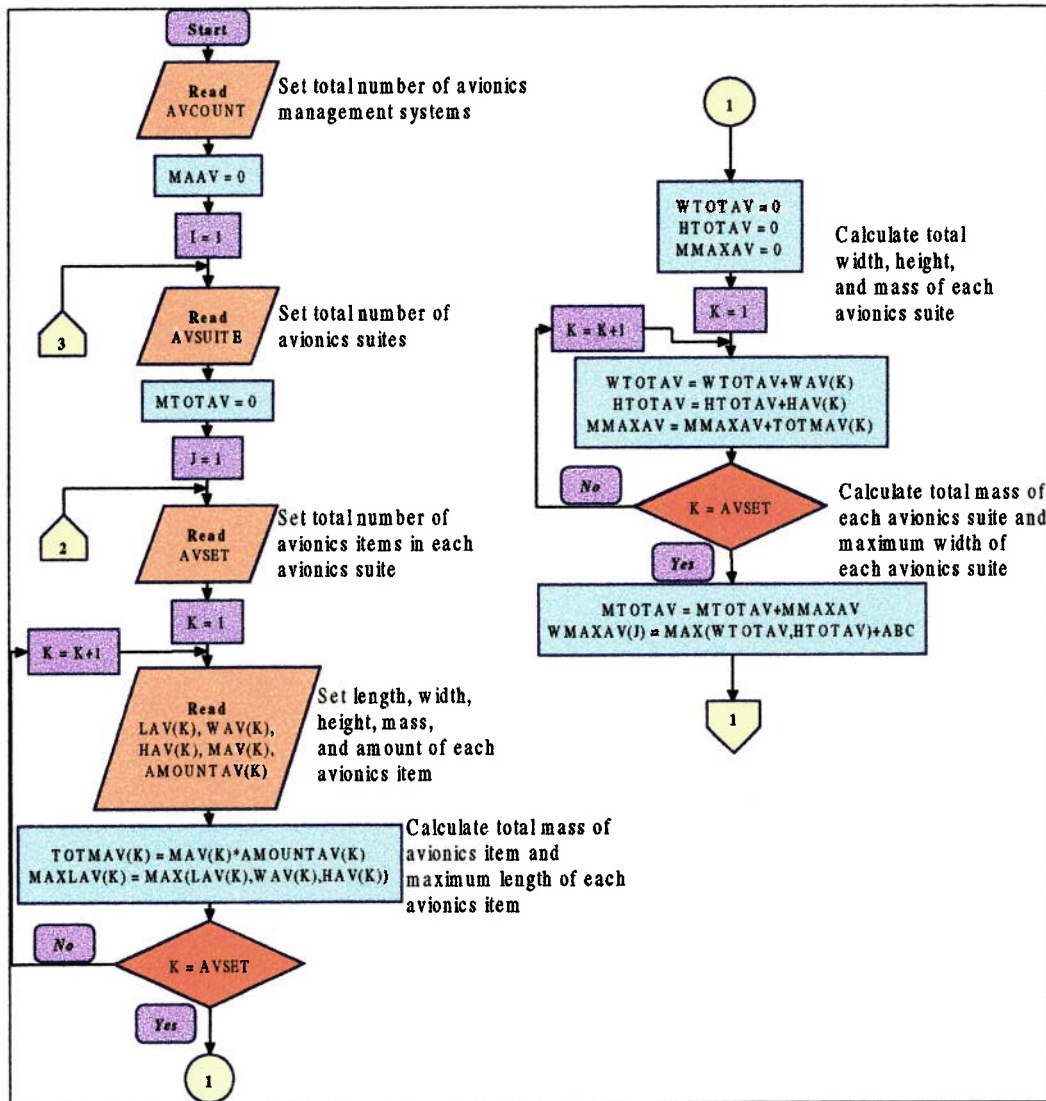 Start
Read
AVCOUNT
Set total number of avionics
management systems
MAAV = 0
I = 1
3
Read
AVSUITE
Set total number of
avionics suites
MTOTAV = 0
J = 1
2
Read
AVSET
Set total number of
avionics items in each
avionics suite
K = 1
K = K+1
Read
LAV(K), WAV(K),
HAV(K), MAV(K),
AMOUNTAV(K)
Set length, width,
height, mass,
and amount of each
avionics item
TOTMAV(K) = MAV(K)*AMOUNTAV(K)
MAXLAV(K) = MAX(LAV(K),WAV(K),HAV(K))
Calculate total mass of
avionics item and
maximum length of each
avionics item
No
K = AVSET
Yes
1
1
WTOTAV = 0
HTOTAV = 0
MMAXAV = 0
Calculate total
width, height,
and mass of each
avionics suite
K = 1
K = K+1
WTOTAV = WTOTAV+WAV(K)
HTOTAV = HTOTAV+HAV(K)
MMAXAV = MMAXAV+TOTMAV(K)
No
K = AVSET
Calculate total mass of
each avionics suite and
maximum width of
each avionics suite
Yes
MTOTAV = MTOTAV+MMAXAV
WMAXAV(J) = MAX(WTOTAV,HTOTAV)+ABC
1